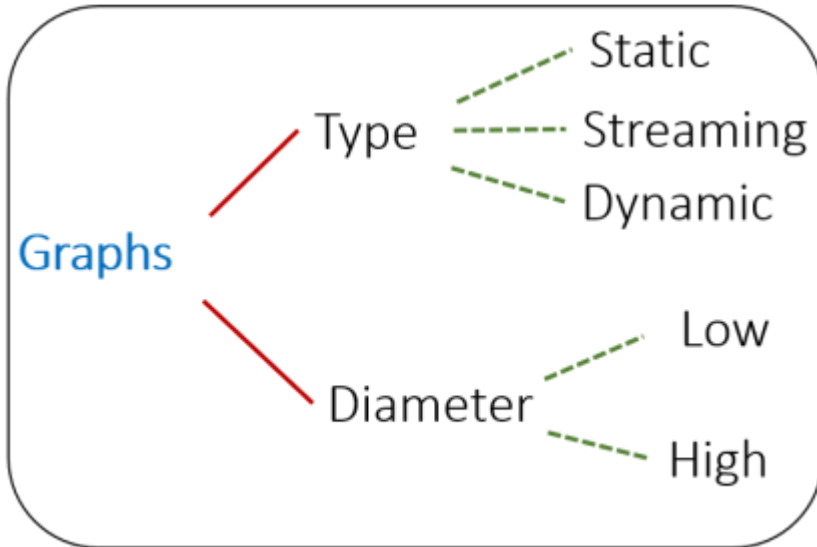 Static
Type
Streaming
Dynamic
Graphs
Low
Diameter
High